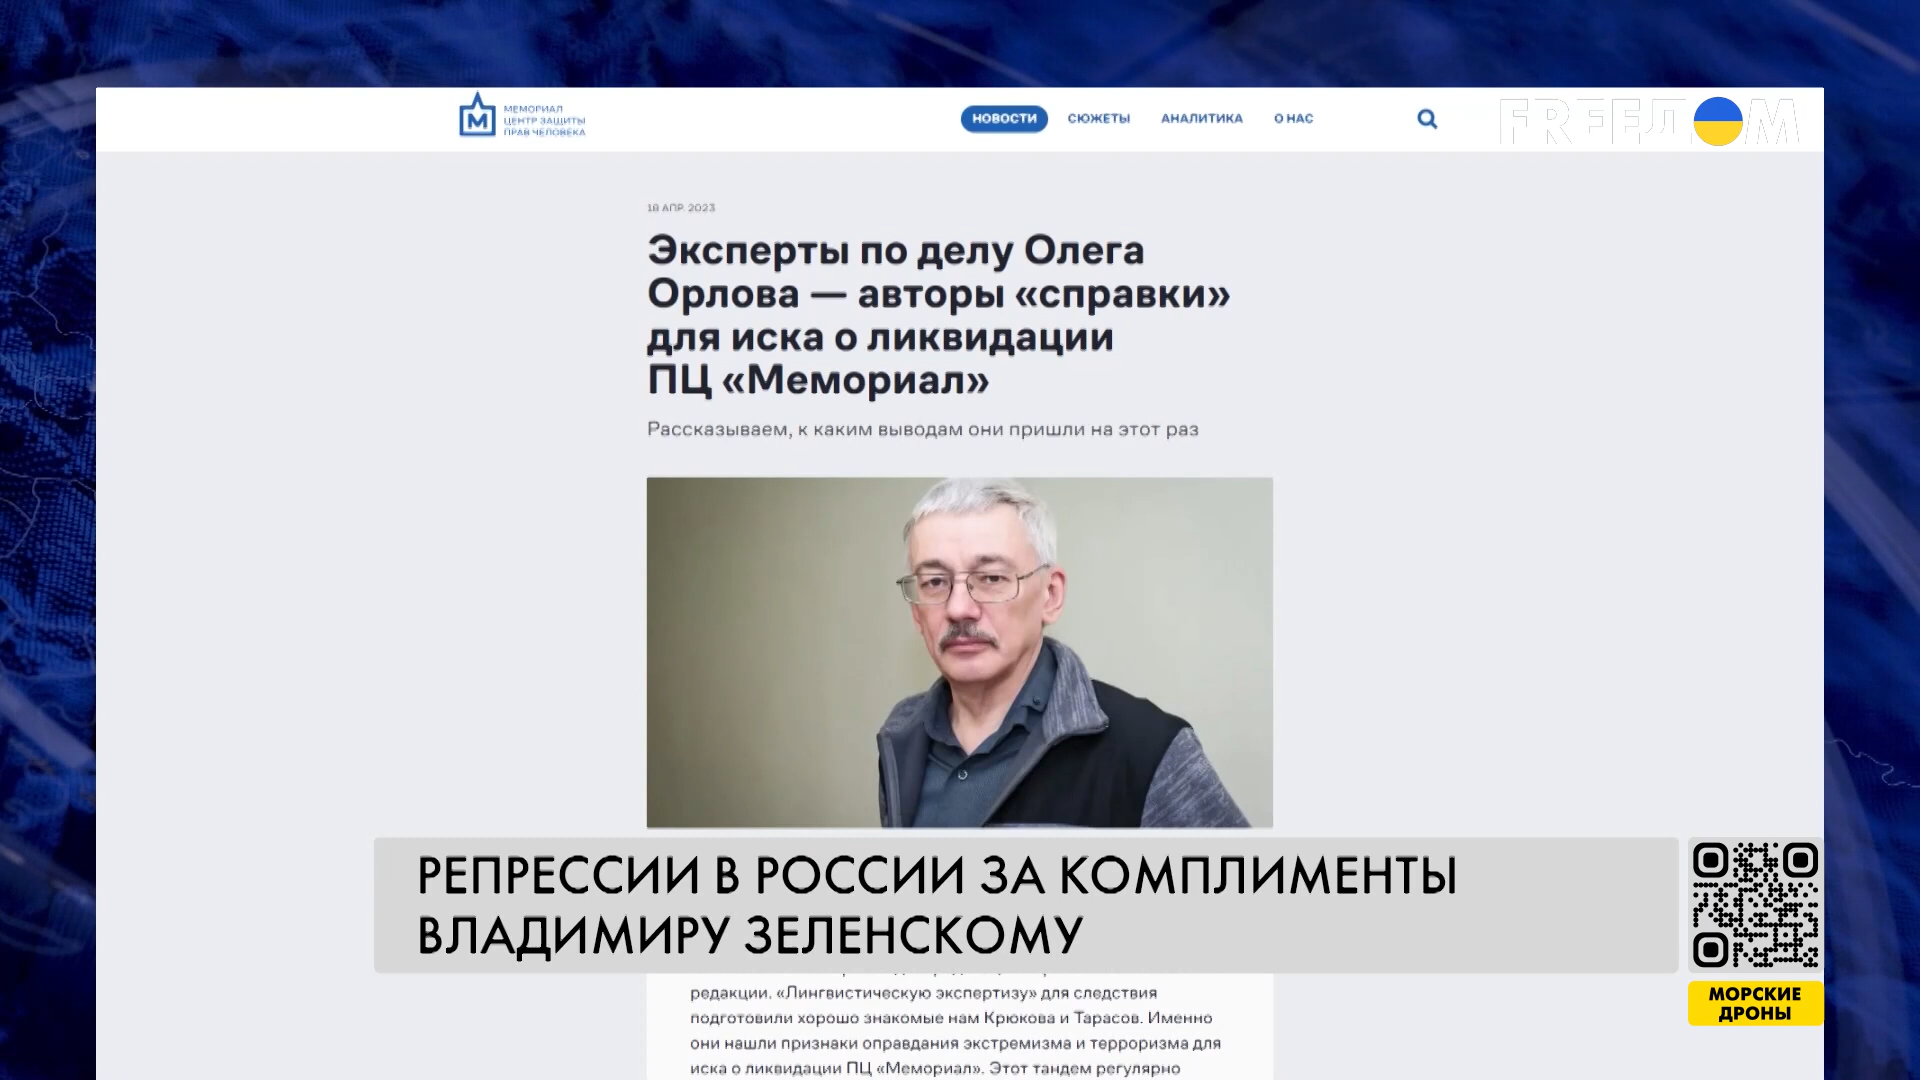 МЕМОРИАЛ
ЦЕНТР ЗАЩИТЫ
ПРАВ ЧЕЛОВЕКА
НОВОСТИ СЮЖЕТЫ АНАЛИТИКА О НАС
FREEДОМ
18 АПР. 2023
Эксперты по делу Олега
Орлова — авторы «справки»
для иска о ликвидации
ПЦ «Мемориал»
Рассказываем, к каким выводам они пришли на этот раз
РЕПРЕССИИ В РОССИИ ЗА КОМПЛИМЕНТЫ
ВЛАДИМИРУ ЗЕЛЕНСКОМУ
МОРСКИЕ
ДРОНЫ
редакции. «Лингвистическую экспертизу» для следствия
подготовили хорошо знакомые нам Крюкова и Тарасов. Именно
они нашли признаки оправдания экстремизма и терроризма для
иска о ликвидации ПЦ «Мемориал». Этот тандем регулярно